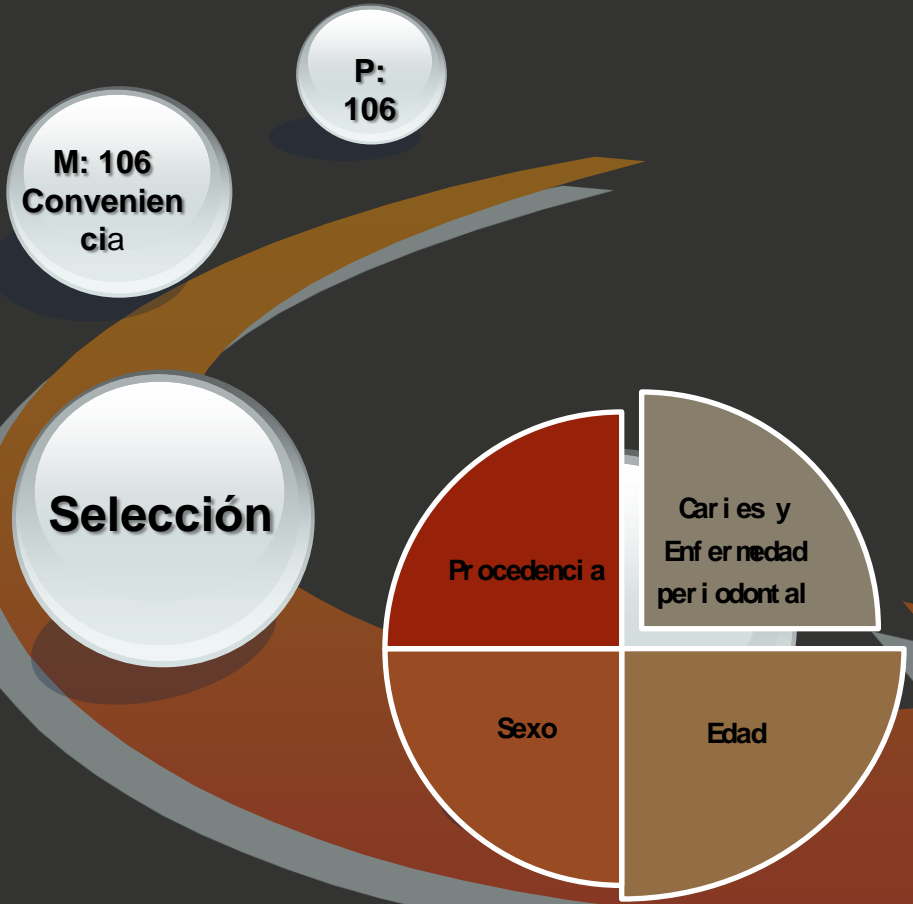 P:
106
M: 106
Convenien
cia
Selección
Procedencia
Caries y
Enfermedad
periodontal
Sexo
Edad